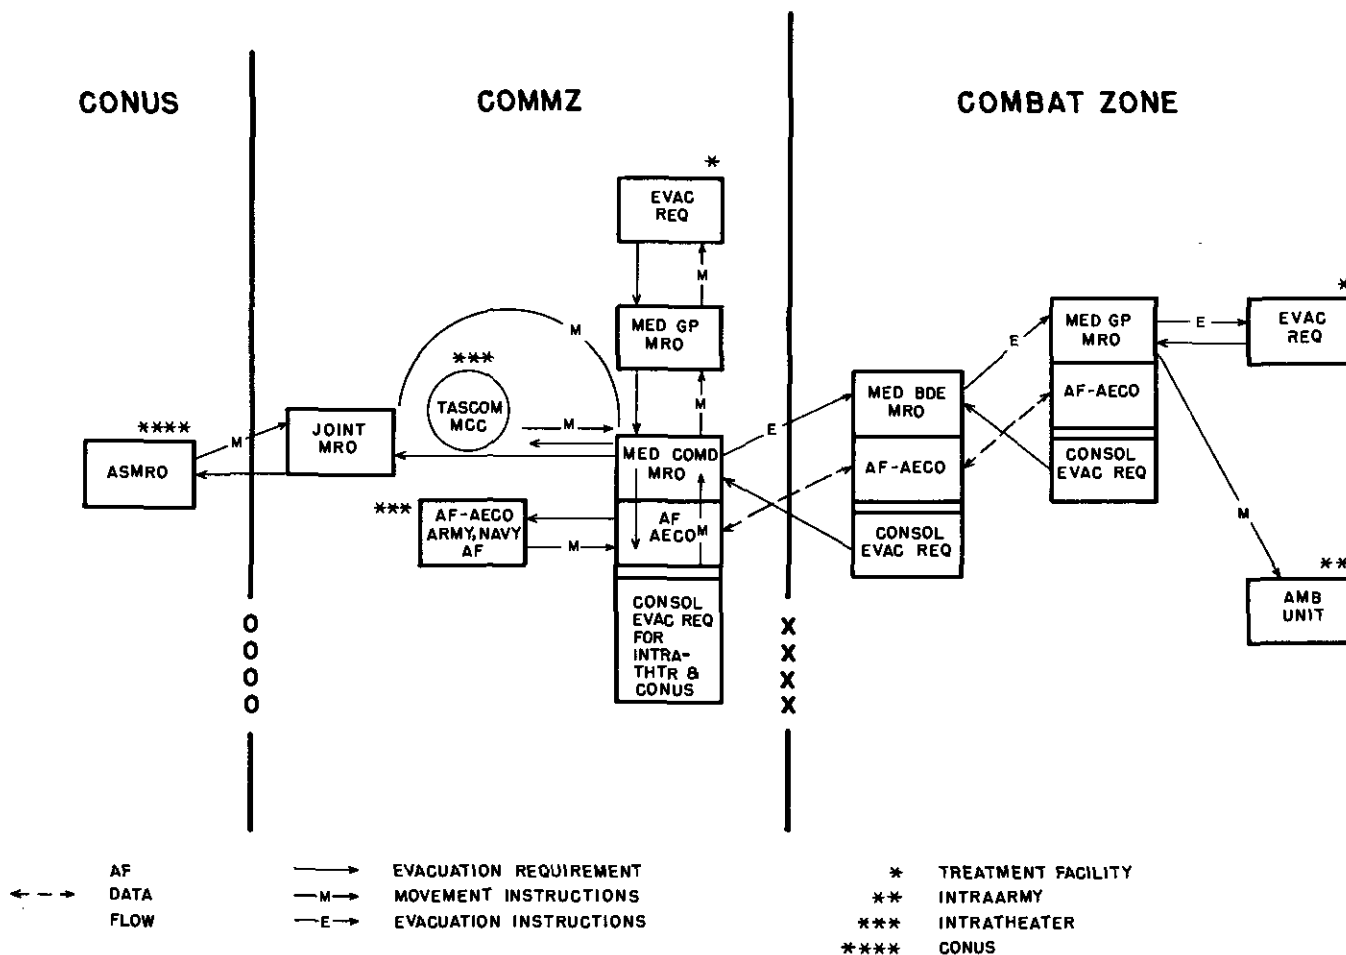 CONUS
COMMZ
COMBAT ZONE
*
EVAC
REQ
M
MED GP
MRO
M
***
TASCOM
MCC
M
M
****
ASMRO
M
JOINT
MRO
MED COMD
MRO
AF
AECO
M
***
AF-AECO
ARMY, NAVY
AF
M
CONSOL
EVAC REQ
FOR
INTRA-
THTR &
CONUS
E
MED BDE
MRO
AF-AECO
CONSOL
EVAC REQ
E
MED GP
MRO
AF-AECO
CONSOL
EVAC REQ
E
*
EVAC
REQ
M
**
AMB
UNIT
O
O
O
O
X
X
X
X
AF
DATA
FLOW
EVACUATION REQUIREMENT
M MOVEMENT INSTRUCTIONS
E EVACUATION INSTRUCTIONS
* TREATMENT FACILITY
** INTRAARMY
*** INTRATHEATER
**** CONUS